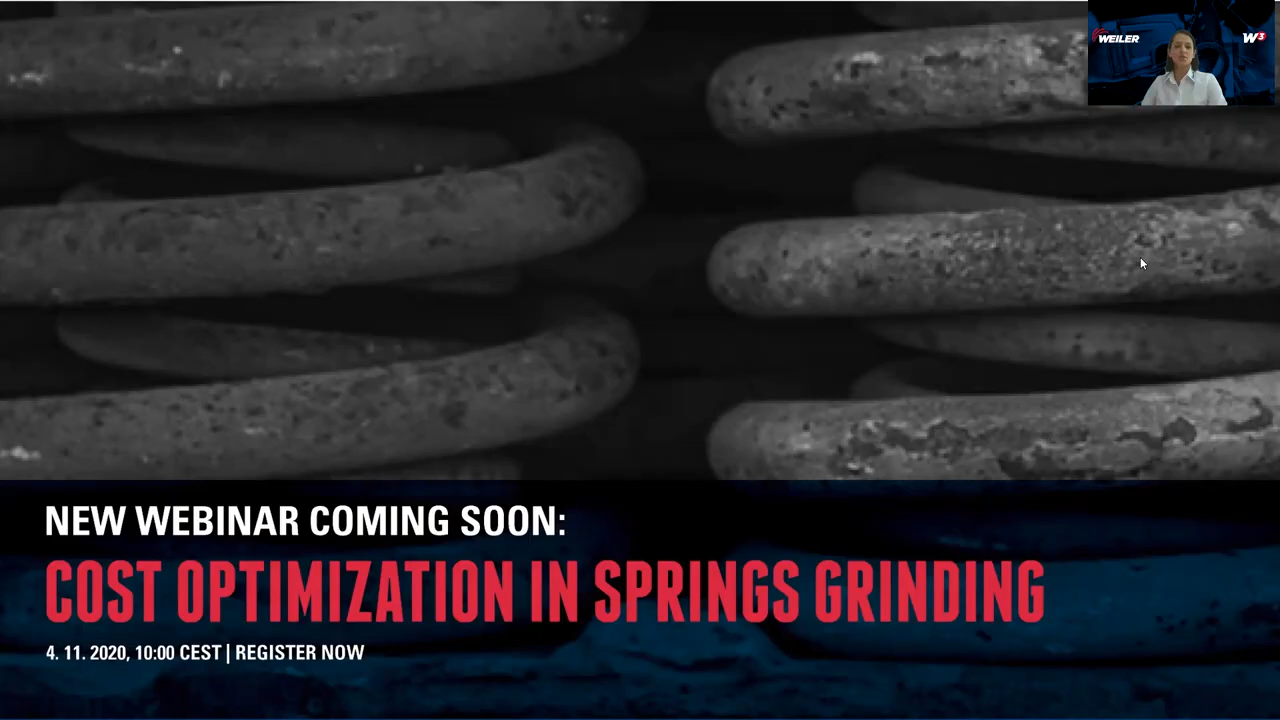 WEILER
W3
NEW WEBINAR COMING SOON:
COST OPTIMIZATION IN SPRINGS GRINDING
4. 11. 2020, 10:00 CEST | REGISTER NOW